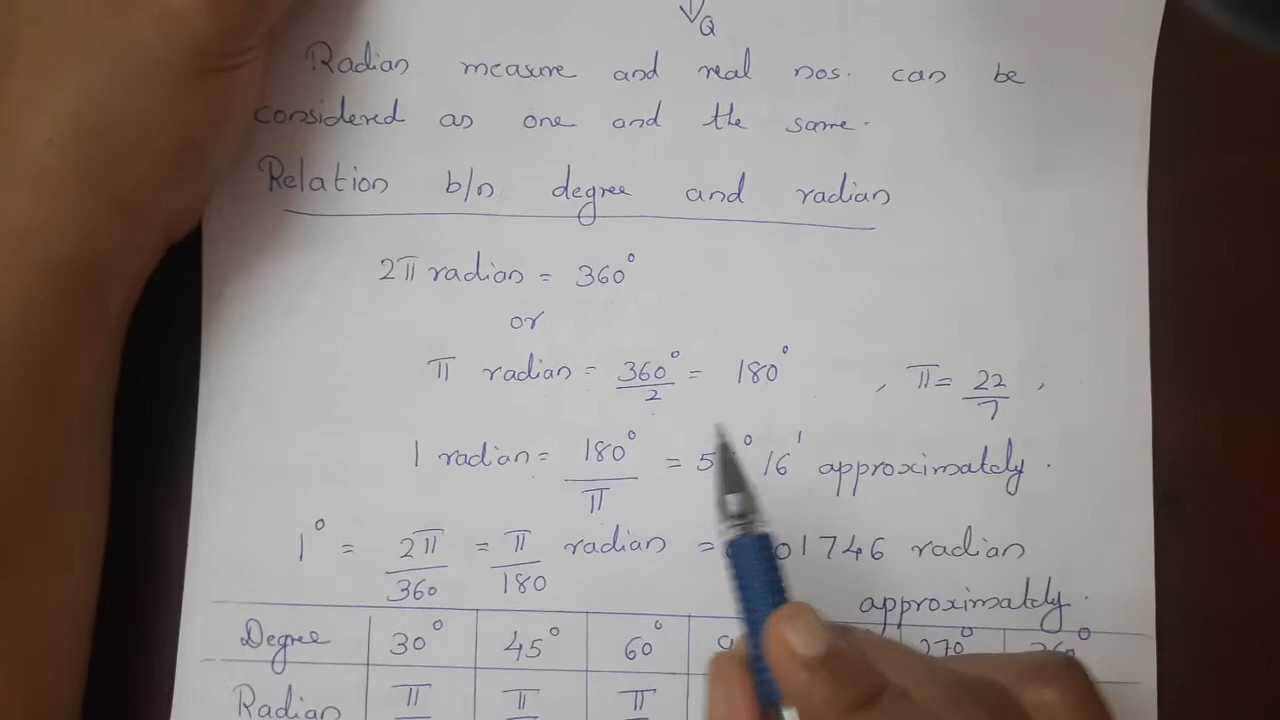 Q
Radian measure and real nos. can be
considered as one and the same.
Relation b/n degree and radian
2π radian = 360°
or
π radian = 360°/2 = 180° , π = 22/7 ,
1 radian = 180°/π = 5 ° 16' approximately.
1° = 2π/360 = π/180 radian = 01746 radian
approximately.
Degree 30° 45° 60° 9 270° 360°
Radian π π π